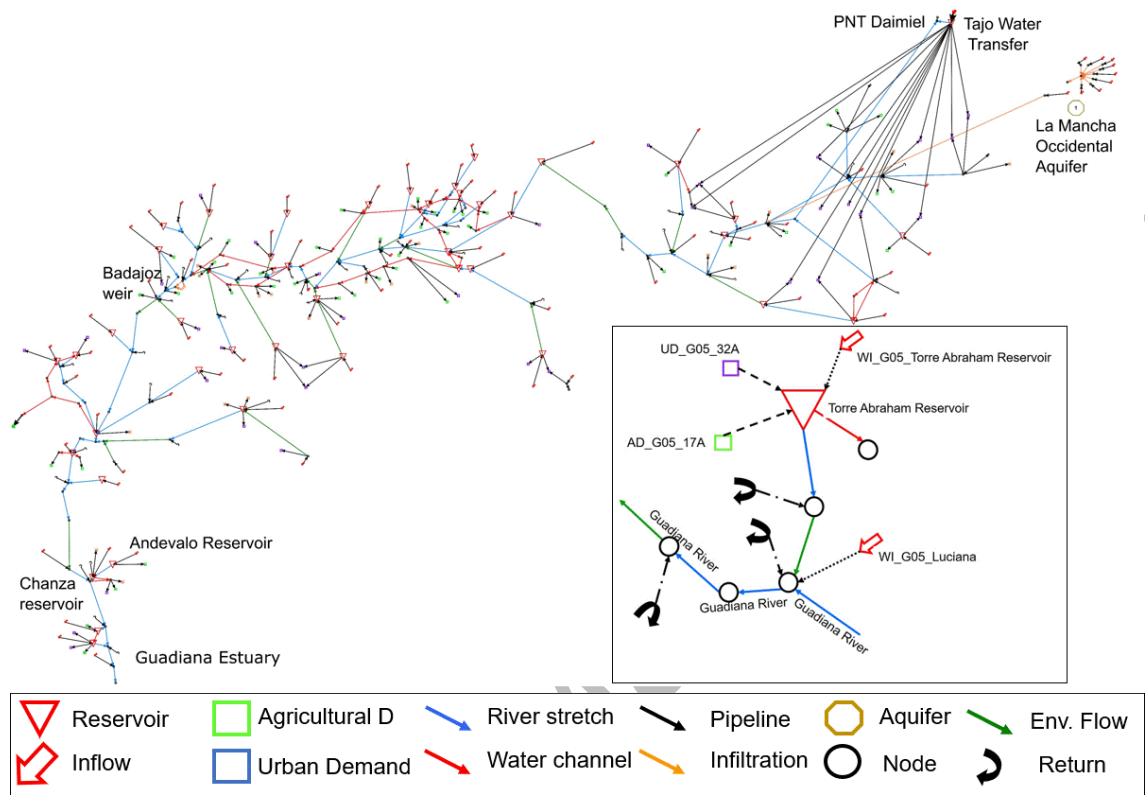 PNT Daimiel
Tajo Water
Transfer
1
La Mancha
Occidental
Aquifer
Badajoz
weir
Andevalo Reservoir
Chanza
reservoir
Guadiana Estuary
UD_G05_32A
WI_G05_Torre Abraham Reservoir
Torre Abraham Reservoir
AD_G05_17A
Guadiana River
WI_G05_Luciana
Guadiana River
Guadiana River
Reservoir
Agricultural D
River stretch
Pipeline
Aquifer
Env. Flow
Inflow
Urban Demand
Water channel
Infiltration
Node
Return